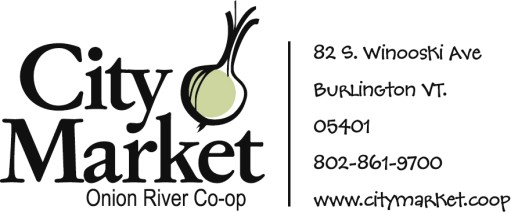 City
Market
Onion River Co-op
82 S. Winooski Ave
Burlington VT.
05401
802-861-9700
www.citymarket.coop